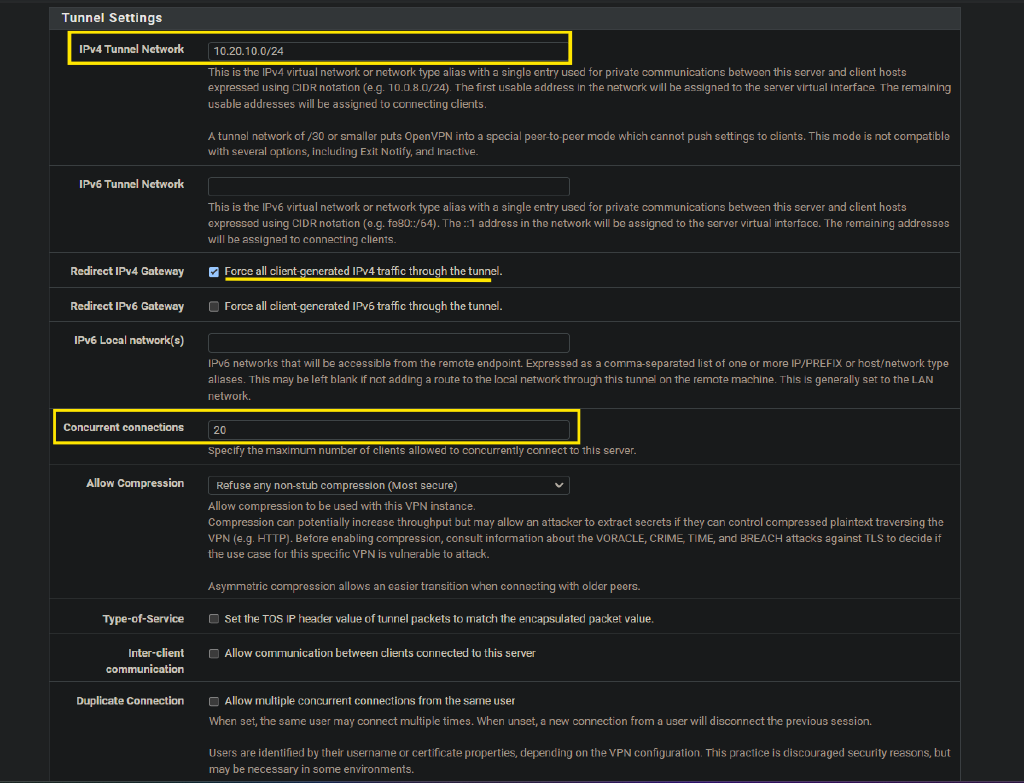 Tunnel Settings
IPv4 Tunnel Network
10.20.10.0/24
This is the IPv4 virtual network or network type alias with a single entry used for private communications between this server and client hosts
expressed using CIDR notation (e.g. 10.0.8.0/24). The first usable address in the network will be assigned to the server virtual interface. The remaining
usable addresses will be assigned to connecting clients.
A tunnel network of /30 or smaller puts OpenVPN into a special peer-to-peer mode which cannot push settings to clients. This mode is not compatible
with several options, including Exit Notify, and Inactive.
IPv6 Tunnel Network
This is the IPv6 virtual network or network type alias with a single entry used for private communications between this server and client hosts
expressed using CIDR notation (e.g. fe80::/64). The ::1 address in the network will be assigned to the server virtual interface. The remaining addresses
will be assigned to connecting clients.
Redirect IPv4 Gateway
Force all client-generated IPv4 traffic through the tunnel.
Redirect IPv6 Gateway
Force all client-generated IPv6 traffic through the tunnel.
IPv6 Local network(s)
IPv6 networks that will be accessible from the remote endpoint. Expressed as a comma-separated list of one or more IP/PREFIX or host/network type
aliases. This may be left blank if not adding a route to the local network through this tunnel on the remote machine. This is generally set to the LAN
network.
Concurrent connections
20
Specify the maximum number of clients allowed to concurrently connect to this server.
Allow Compression
Refuse any non-stub compression (Most secure)
Allow compression to be used with this VPN instance.
Compression can potentially increase throughput but may allow an attacker to extract secrets if they can control compressed plaintext traversing the
VPN (e.g. HTTP). Before enabling compression, consult information about the VORACLE, CRIME, TIME, and BREACH attacks against TLS to decide if
the use case for this specific VPN is vulnerable to attack.
Asymmetric compression allows an easier transition when connecting with older peers.
Type-of-Service
Set the TOS IP header value of tunnel packets to match the encapsulated packet value.
Inter-client
communication
Allow communication between clients connected to this server
Duplicate Connection
Allow multiple concurrent connections from the same user
When set, the same user may connect multiple times. When unset, a new connection from a user will disconnect the previous session.
Users are identified by their username or certificate properties, depending on the VPN configuration. This practice is discouraged security reasons, but
may be necessary in some environments.